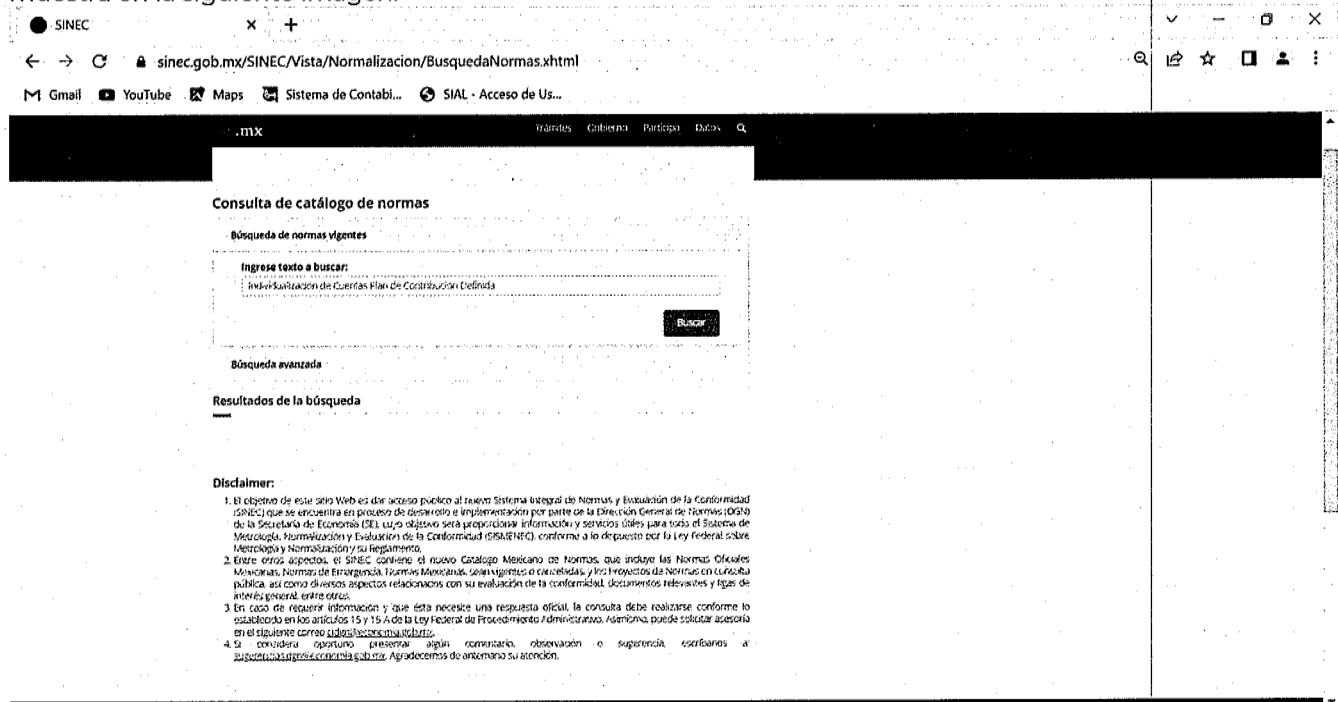 SINEC
sinec.gob.mx/SINEC/Vista/Normalizacion/BusquedaNormas.xhtml
Gmail YouTube Maps Sistema de Contabi... SIAL - Acceso de Us...
.mx Trámites Gobierno Participa Datos
Consulta de catálogo de normas
Búsqueda de normas vigentes
Ingrese texto a buscar:
Individualización de Cuentas Plan de Contribución Definida
Buscar
Búsqueda avanzada
Resultados de la búsqueda
Disclaimer:
1. El objetivo de este sitio Web es dar acceso público al nuevo Sistema Integral de Normas y Evaluación de la Conformidad
(SINEC) que se encuentra en proceso de desarrollo e implementación por parte de la Dirección General de Normas (DGN)
de la Secretaría de Economía (SE), cuyo objetivo será proporcionar información y servicios útiles para todo el Sistema de
Metrología, Normalización y Evaluación de la Conformidad (SISMENEC), conforme a lo dispuesto por la Ley Federal sobre
Metrología y Normalización y su Reglamento.
2. Entre otros aspectos, el SINEC contiene el nuevo Catálogo Mexicano de Normas, que incluye las Normas Oficiales
Mexicanas, Normas de Emergencia, Normas Mexicanas, sean vigentes o canceladas, y los Proyectos de Normas en consulta
pública, así como diversos aspectos relacionados con su evaluación de la conformidad, documentos relevantes y ligas de
interés general, entre otros.
3. En caso de requerir información y que ésta necesite una respuesta oficial, la consulta debe realizarse conforme lo
establecido en los artículos 15 y 15 A de la Ley Federal de Procedimiento Administrativo. Asimismo, puede solicitar asesoría
en el siguiente correo
4. Si considera oportuno presentar algún comentario, observación o sugerencia, escríbanos a
Agradecemos de antemano su atención.